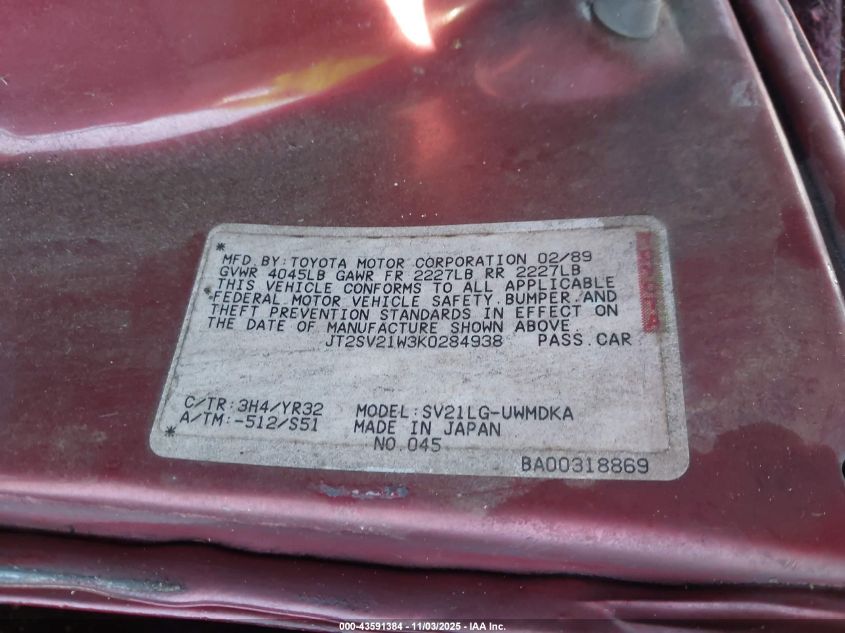 *
MFD.BY:TOYOTA MOTOR CORPORATION 02/89
GVWR 4045LB GAWR FR 2227LB RR 2227LB
THIS VEHICLE CONFORMS TO ALL APPLICABLE
FEDERAL MOTOR VEHICLE SAFETY.BUMPER.AND
THEFT PREVENTION STANDARDS IN EFFECT ON
THE DATE OF MANUFACTURE SHOWN ABOVE.
JT2SV21W3K0284938 PASS.CAR
C/TR:3H4/YR32 MODEL:SV21LG-UWMDKA
A/TM:-512/S51 MADE IN JAPAN
*
NO.045
BA00318869
000-43591384 - 11/03/2025 - IAA Inc.